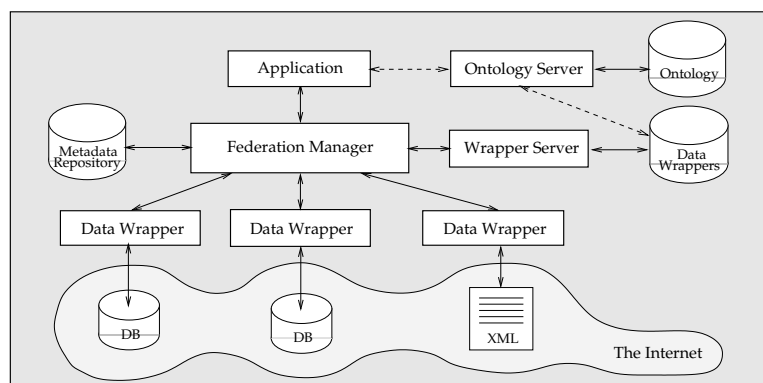 Application
Ontology Server
Ontology
Metadata
Repository
Federation Manager
Wrapper Server
Data
Wrappers
Data Wrapper
Data Wrapper
Data Wrapper
DB
DB
XML
The Internet